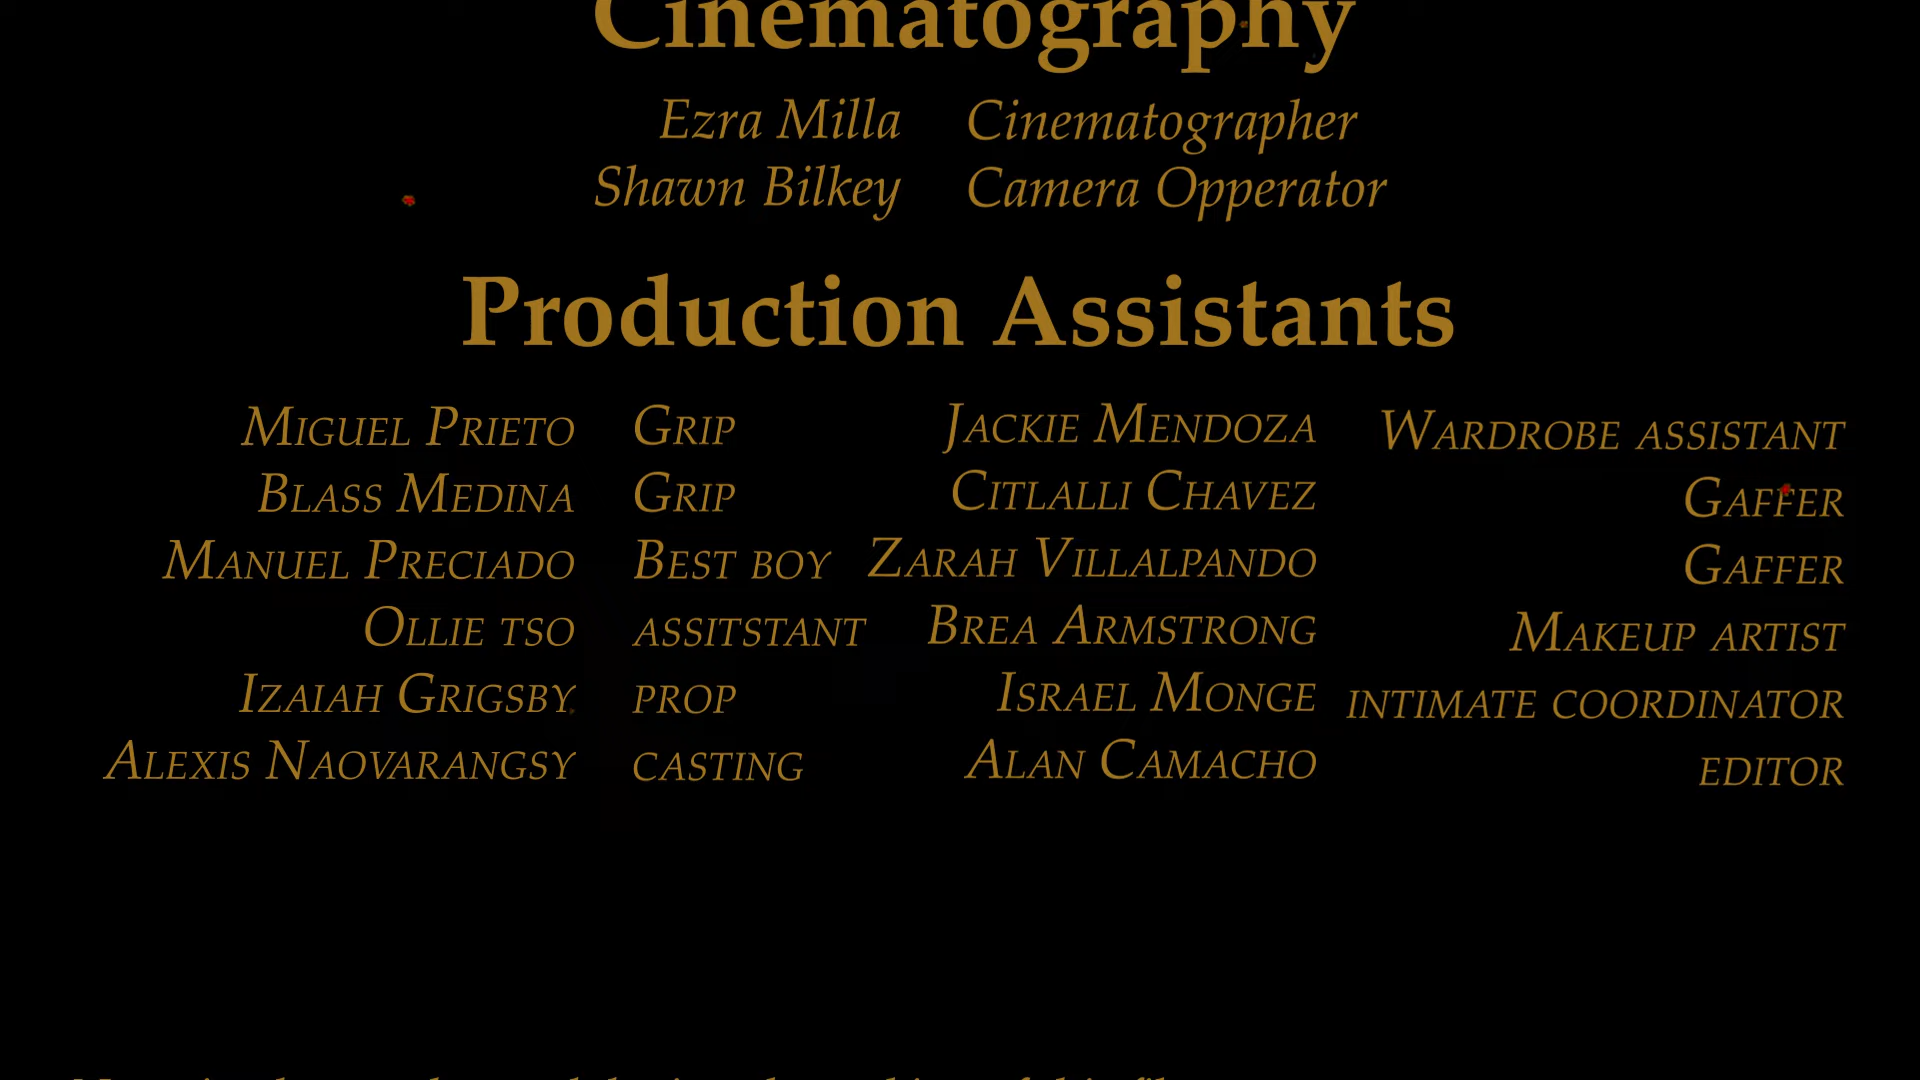 Cinematography
Ezra Milla Cinematographer
Shawn Bilkey Camera Opperator
Production Assistants
Miguel Prieto Grip Jackie Mendoza Wardrobe assistant
Blass Medina Grip Citlalli Chavez Gaffer
Manuel Preciado Best boy Zarah Villalpando Gaffer
Ollie tso assitstant Brea Armstrong Makeup artist
Izaiah Grigsby prop Israel Monge intimate coordinator
Alexis Naovarangsy casting Alan Camacho editor